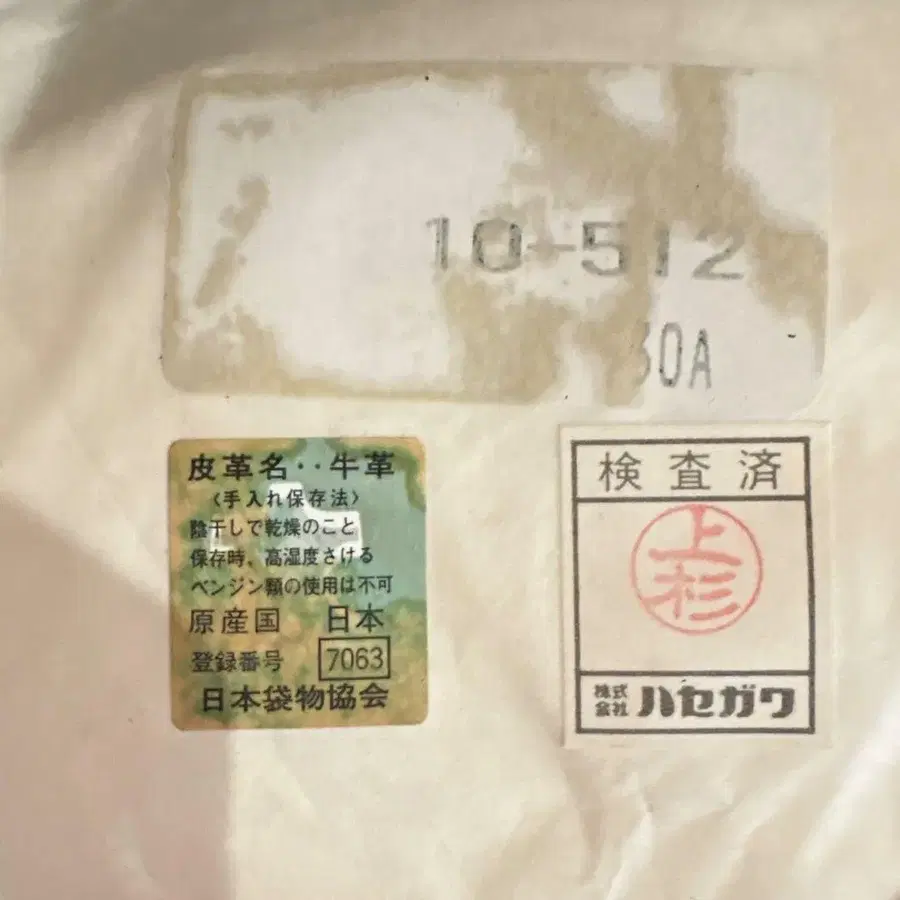 10-512
30A
皮革名‥牛革
〈手入れ保存法〉
陰干しで乾燥のこと
保存時、高湿度さける
ベンジン類の使用は不可
原産国 日本
登録番号 7063
日本袋物協会
検査済
上杉
株式会社 ハセガワ